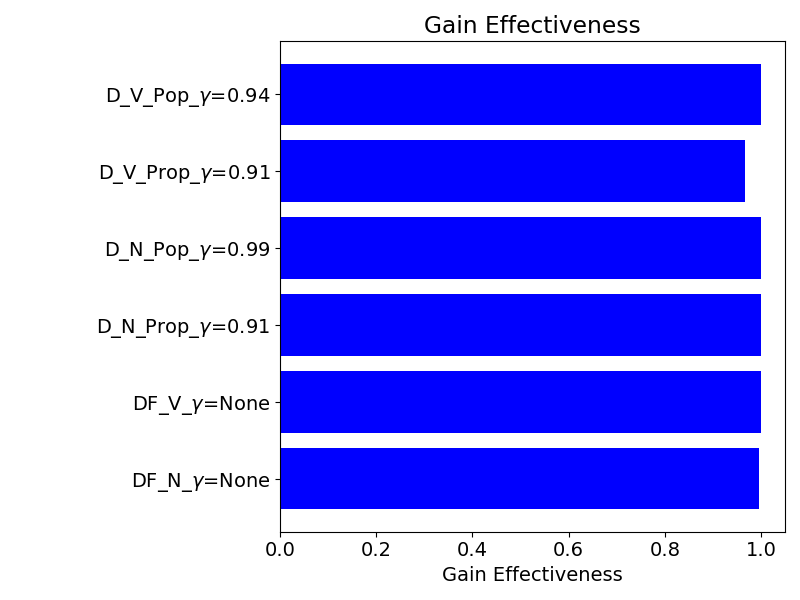 Gain Effectiveness
D_V_Pop_γ=0.94
D_V_Prop_γ=0.91
D_N_Pop_γ=0.99
D_N_Prop_γ=0.91
DF_V_γ=None
DF_N_γ=None
0.0 0.2 0.4 0.6 0.8 1.0
Gain Effectiveness